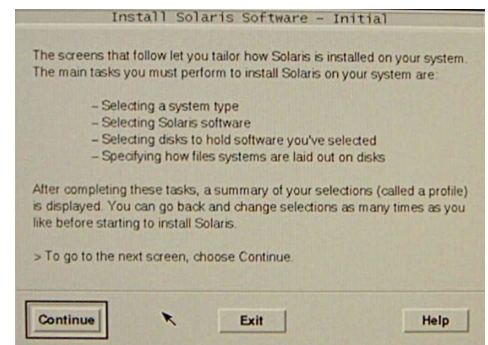 Install Solaris Software - Initial
The screens that follow let you tailor how Solaris is installed on your system.
The main tasks you must perform to install Solaris on your system are:
– Selecting a system type
– Selecting Solaris software
– Selecting disks to hold software you've selected
– Specifying how files systems are laid out on disks
After completing these tasks, a summary of your selections (called a profile)
is displayed. You can go back and change selections as many times as you
like before starting to install Solaris.
> To go to the next screen, choose Continue.
Continue Exit Help